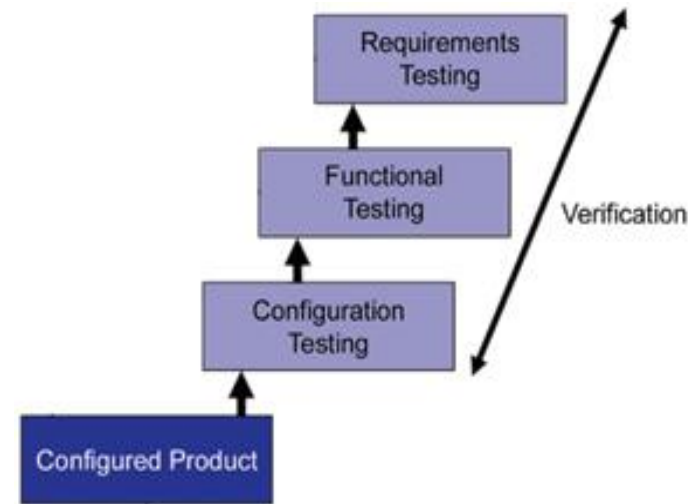 Requirements
Testing
Functional
Testing
Verification
Configuration
Testing
Configured Product